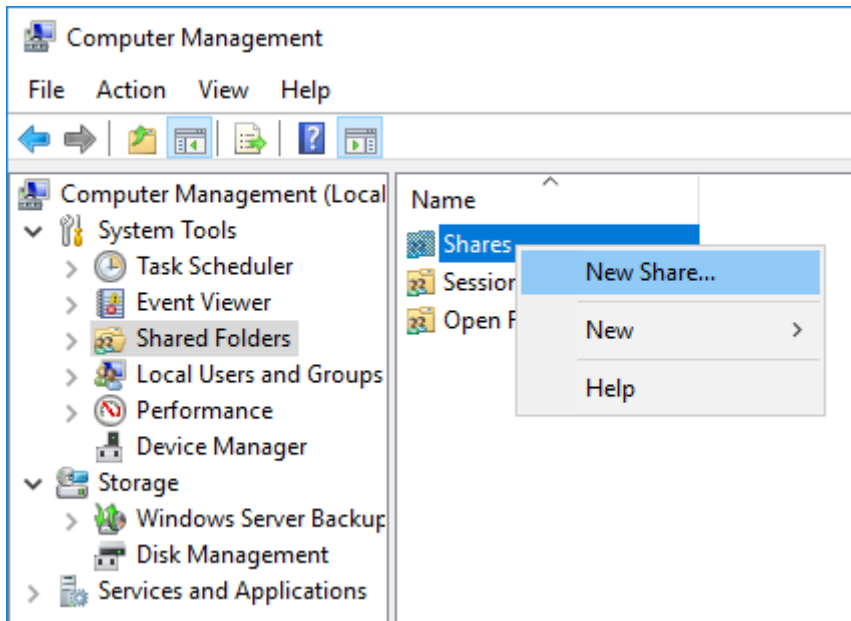 Computer Management
File Action View Help
Computer Management (Local
System Tools
Task Scheduler
Event Viewer
Shared Folders
Local Users and Groups
Performance
Device Manager
Storage
Windows Server Backup
Disk Management
Services and Applications
Name
Shares
Session
Open F
New Share...
New
Help